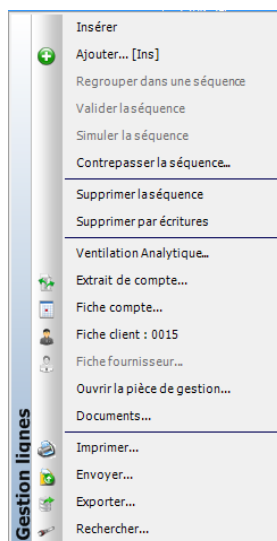 Insérer
Ajouter... [Ins]
Regrouper dans une séquence
Valider la séquence
Simuler la séquence
Contrepasser la séquence...
Supprimer la séquence
Supprimer par écritures
Ventilation Analytique...
Extrait de compte...
Fiche compte...
Fiche client : 0015
Fiche fournisseur...
Ouvrir la pièce de gestion...
Documents...
Imprimer...
Envoyer...
Exporter...
Rechercher...
Gestion lignes